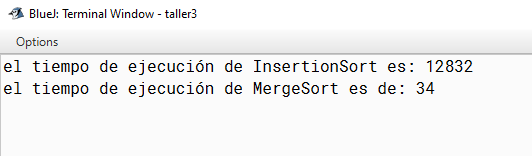 BlueJ: Terminal Window - taller3
Options
el tiempo de ejecución de InsertionSort es: 12832
el tiempo de ejecución de MergeSort es de: 34